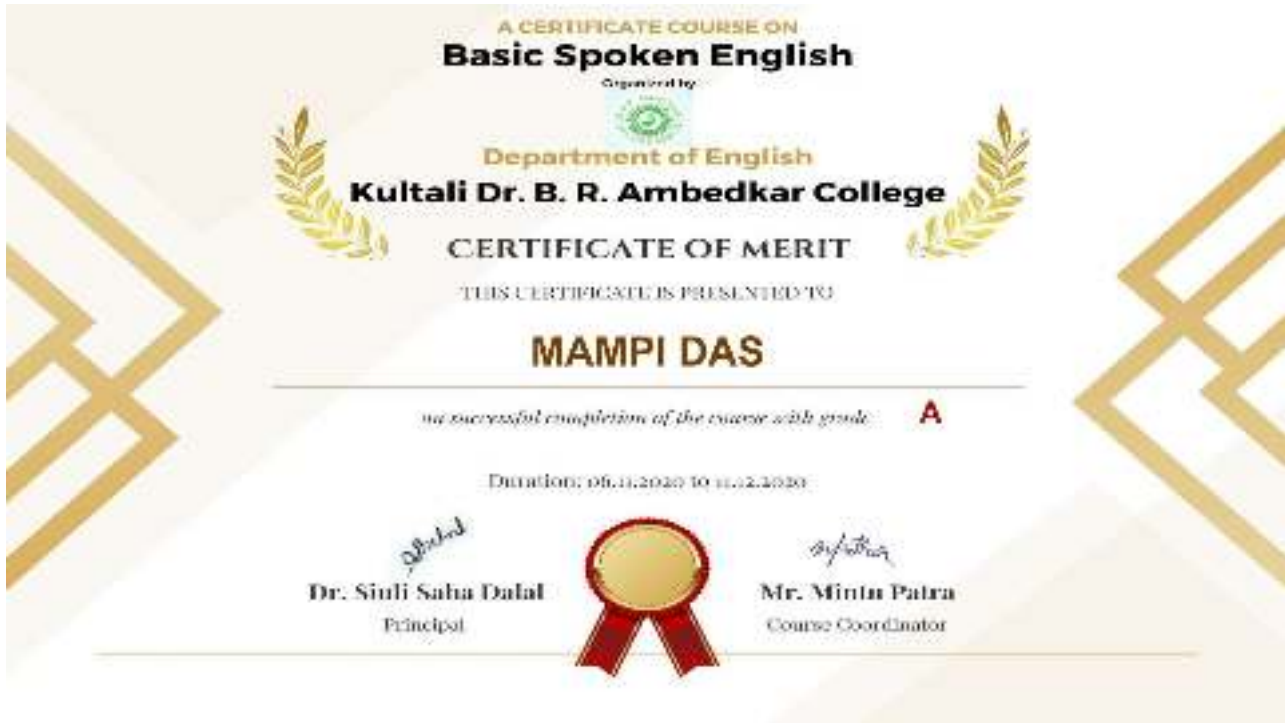 A CERTIFICATE COURSE ON
Basic Spoken English
Organized by
Department of English
Kultali Dr. B. R. Ambedkar College
CERTIFICATE OF MERIT
THIS CERTIFICATE IS PRESENTED TO
MAMPI DAS
on successful completion of the course with grade A
Duration: 06.11.2020 to 11.12.2020
Dr. Siuli Saha Dalal
Mr. Mintu Patra
Principal
Course Coordinator